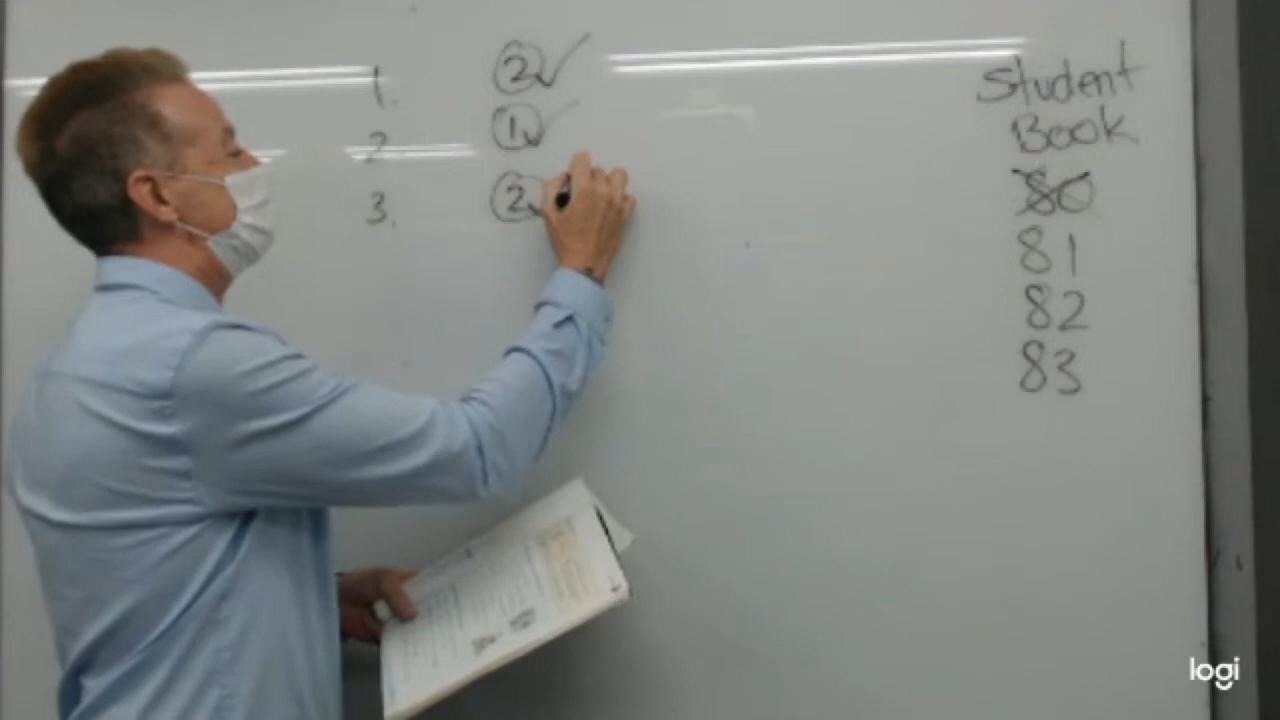 1. ②✓
2 ①✓
3. ②
Student
Book
80
81
82
83
logi